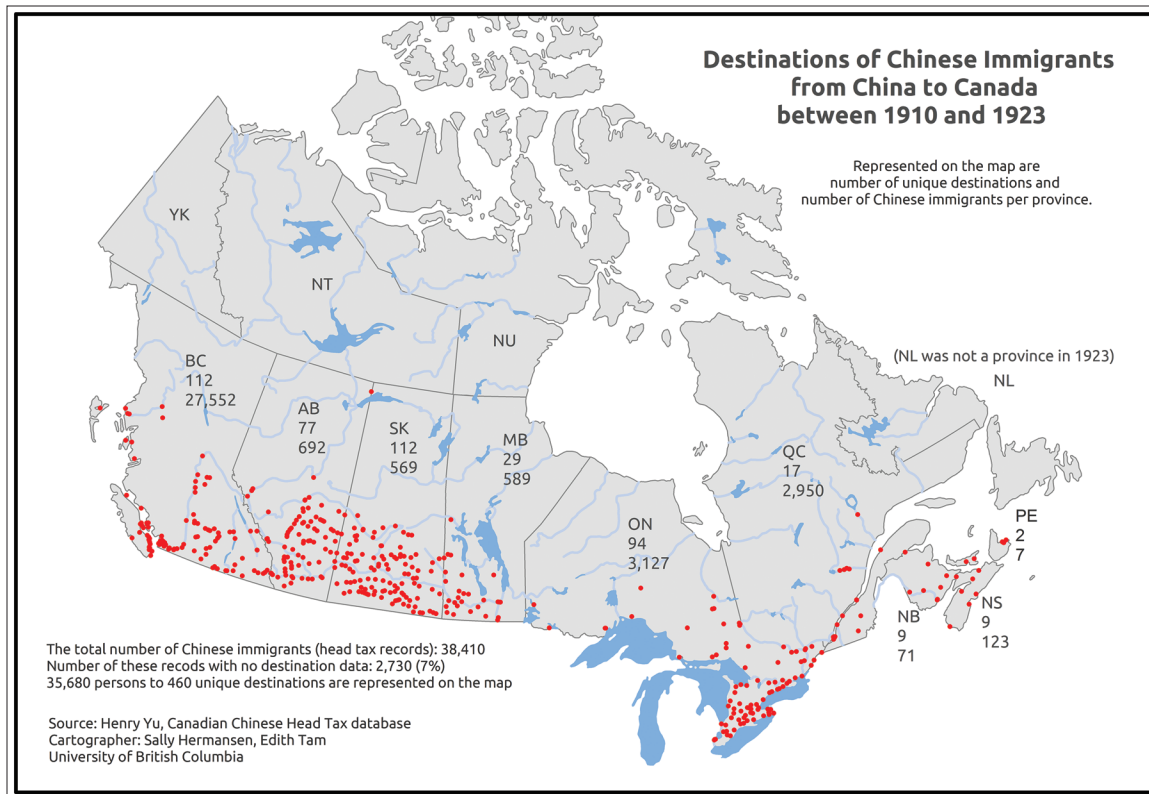 Destinations of Chinese Immigrants
from China to Canada
between 1910 and 1923
Represented on the map are
number of unique destinations and
number of Chinese immigrants per province.
YK
NT
NU
(NL was not a province in 1923)
NL
BC
112
27,552
AB
77
692
SK
112
569
MB
29
589
ON
94
3,127
QC
17
2,950
PE
2
7
NB
9
71
NS
9
123
The total number of Chinese immigrants (head tax records): 38,410
Number of these recods with no destination data: 2,730 (7%)
35,680 persons to 460 unique destinations are represented on the map
Source: Henry Yu, Canadian Chinese Head Tax database
Cartographer: Sally Hermansen, Edith Tam
University of British Columbia